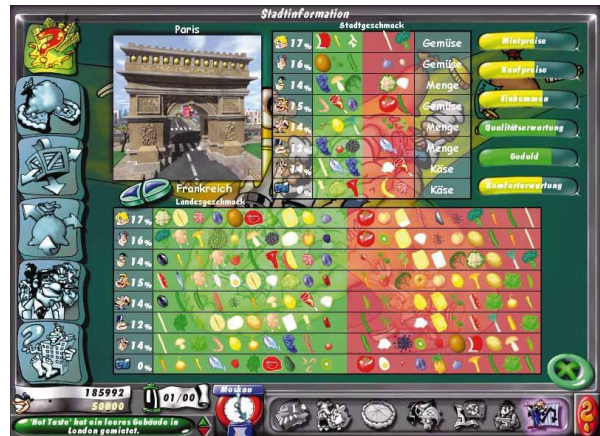 Stadtinformation
Paris
Stadtgeschmack
17% Gemüse
16% Gemüse
14% Menge
15% Gemüse
14% Menge
12% Menge
14% Käse
0% Käse
Mietpreise
Kaufpreise
Einkommen
Qualitätserwartung
Geduld
Komforterwartung
Frankreich
Landesgeschmack
17%
16%
14%
15%
14%
12%
14%
0%
185992
50000
01/00
Moskau
'Hot Taste' hat ein leeres Gebäude in
London gemietet.